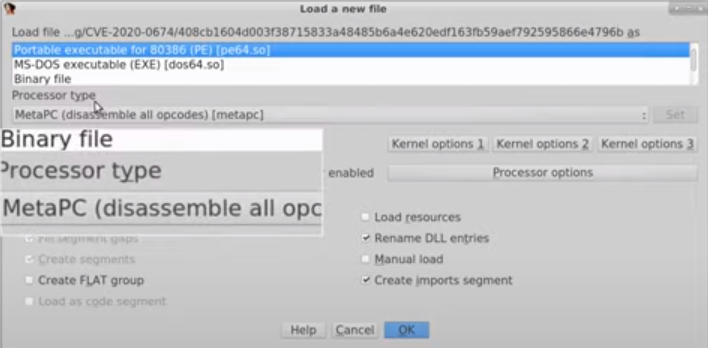 Load a new file
Load file ...g/CVE-2020-0674/408cb1604d003f38715833a48485b6a4e620edf163fb59aef792595866e4796b as
Portable executable for 80386 (PE) [pe64.so]
MS-DOS executable (EXE) [dos64.so]
Binary file
Processor type
MetaPC (disassemble all opcodes) [metapc]
Set
Binary file
Processor type
MetaPC (disassemble all opc
Kernel options 1 Kernel options 2 Kernel options 3
enabled Processor options
Load resources
Fill segment gaps Rename DLL entries
Create segments Manual load
Create FLAT group Create imports segment
Load as code segment
Help Cancel OK